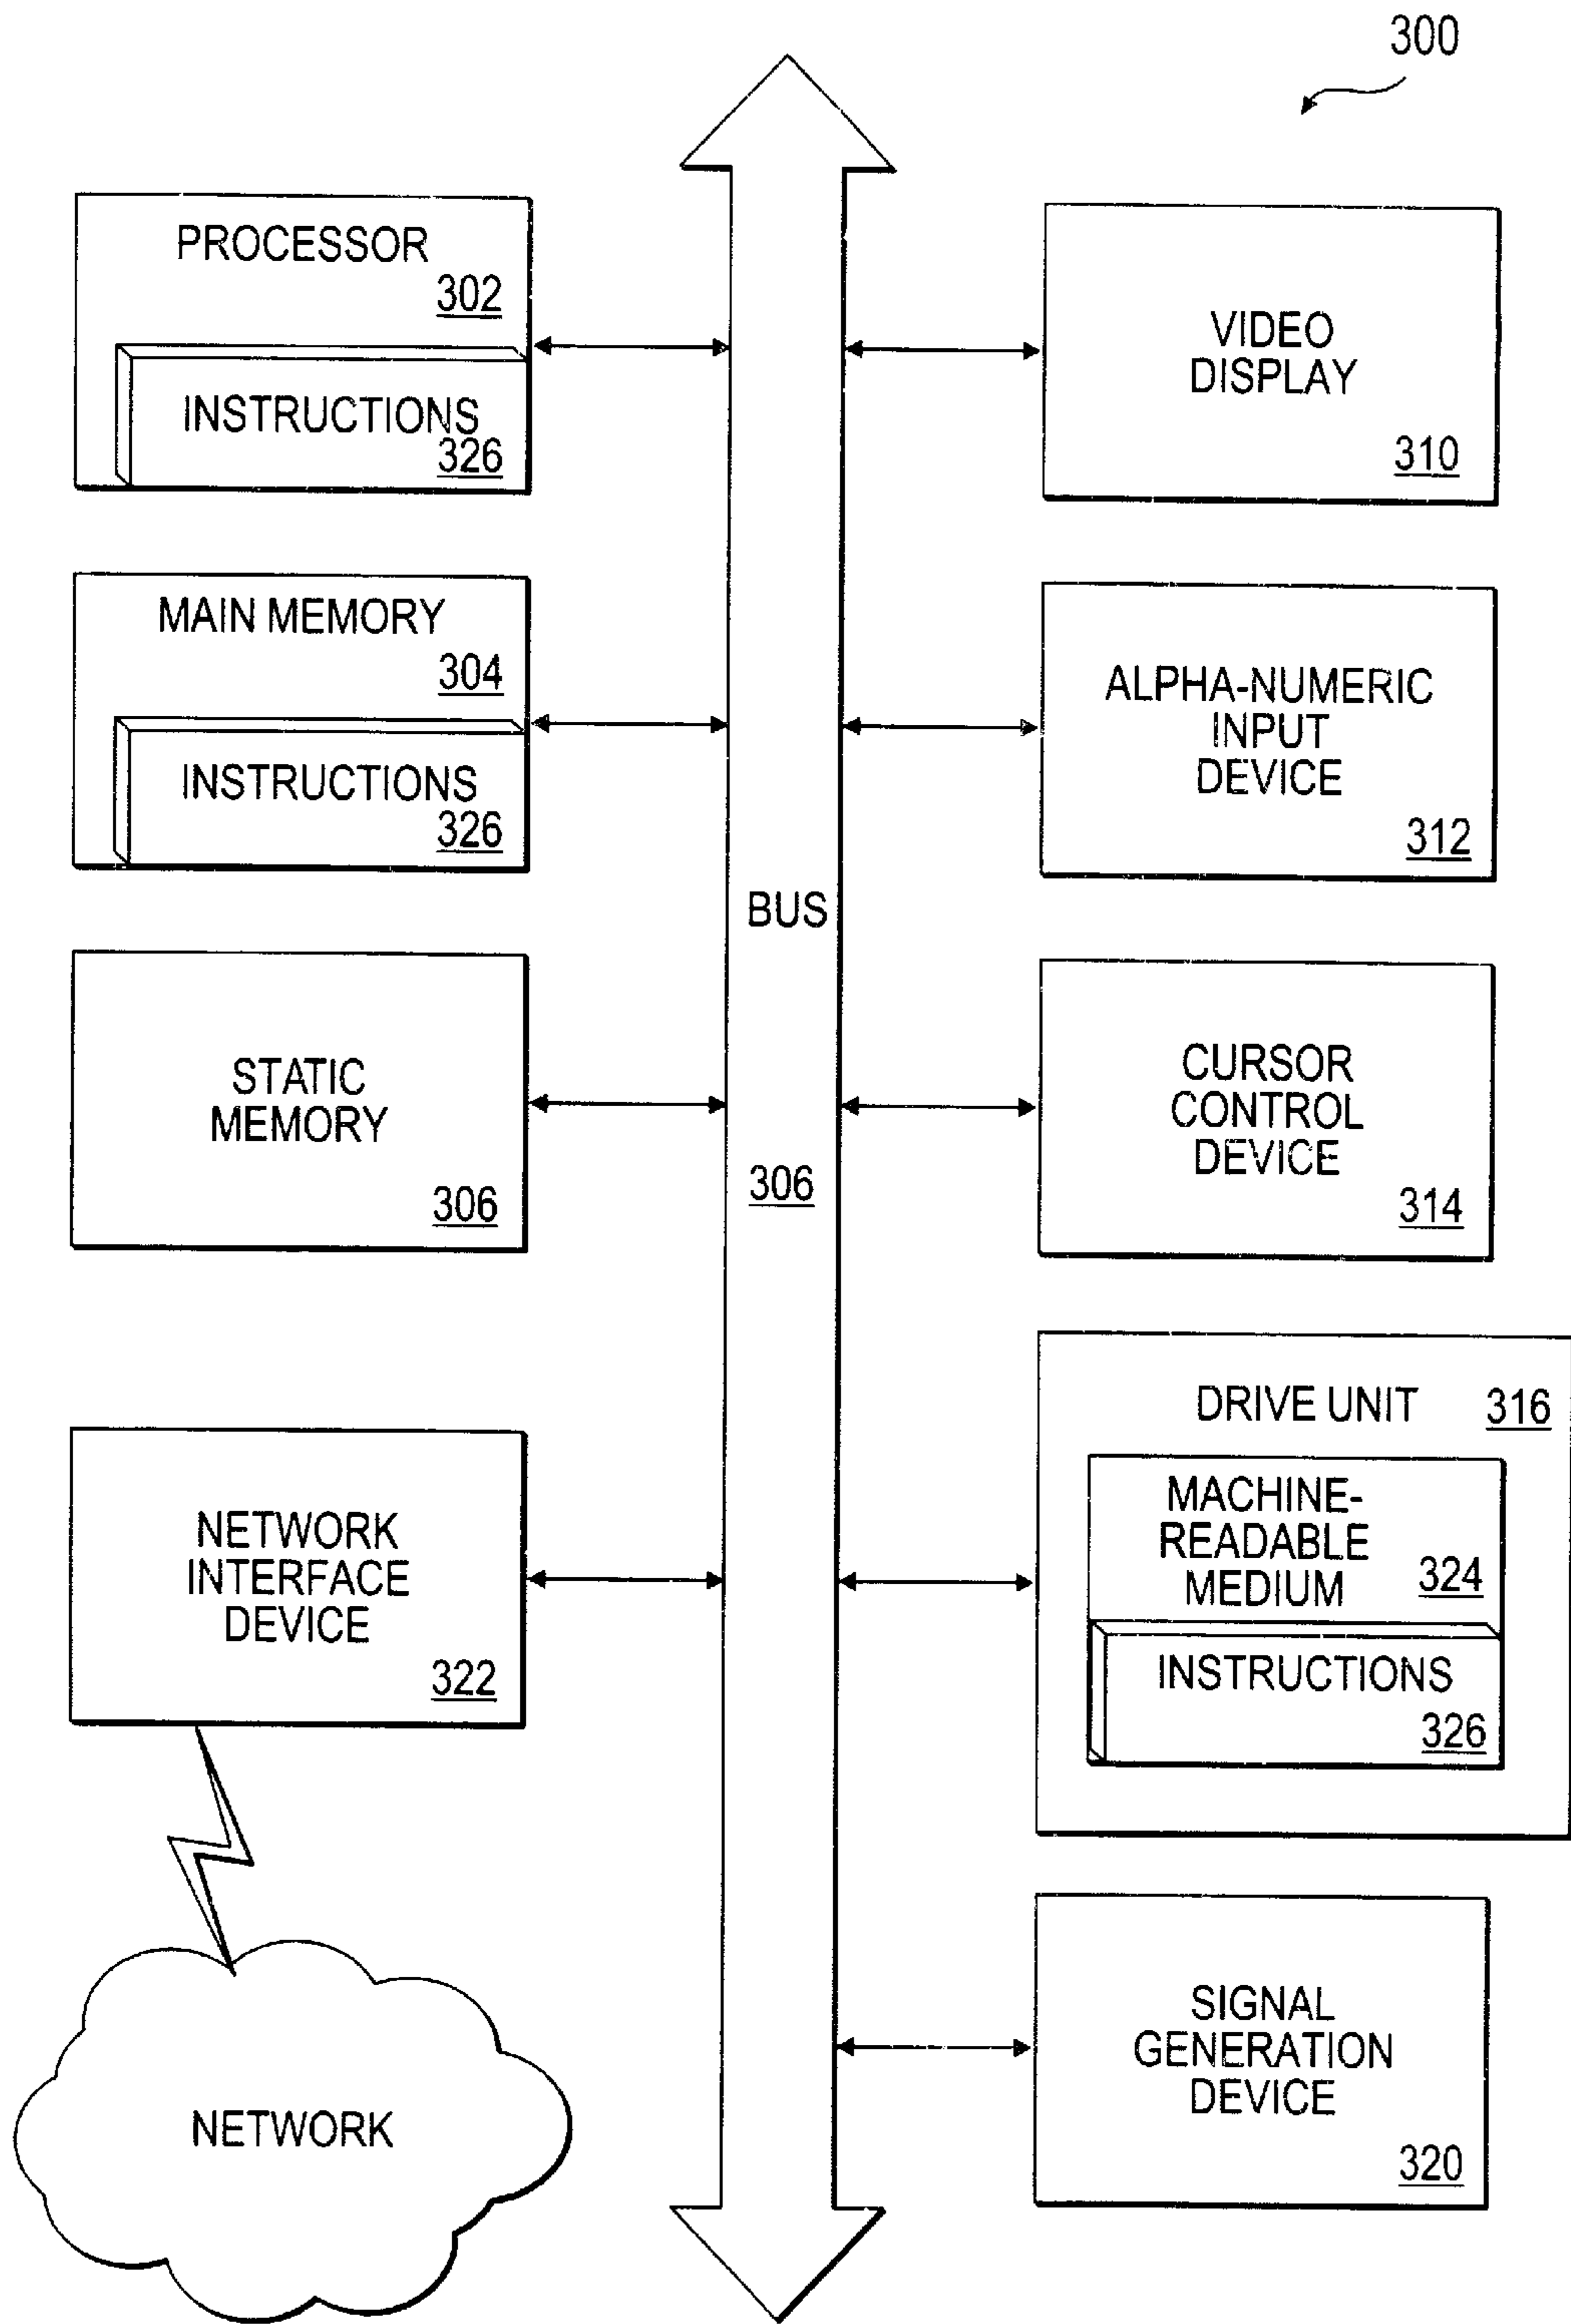 300
PROCESSOR
302
INSTRUCTIONS
326
MAIN MEMORY
304
INSTRUCTIONS
326
STATIC
MEMORY
306
NETWORK
INTERFACE
DEVICE
322
NETWORK
BUS
306
VIDEO
DISPLAY
310
ALPHA-NUMERIC
INPUT
DEVICE
312
CURSOR
CONTROL
DEVICE
314
DRIVE UNIT 316
MACHINE-
READABLE
MEDIUM 324
INSTRUCTIONS
326
SIGNAL
GENERATION
DEVICE
320